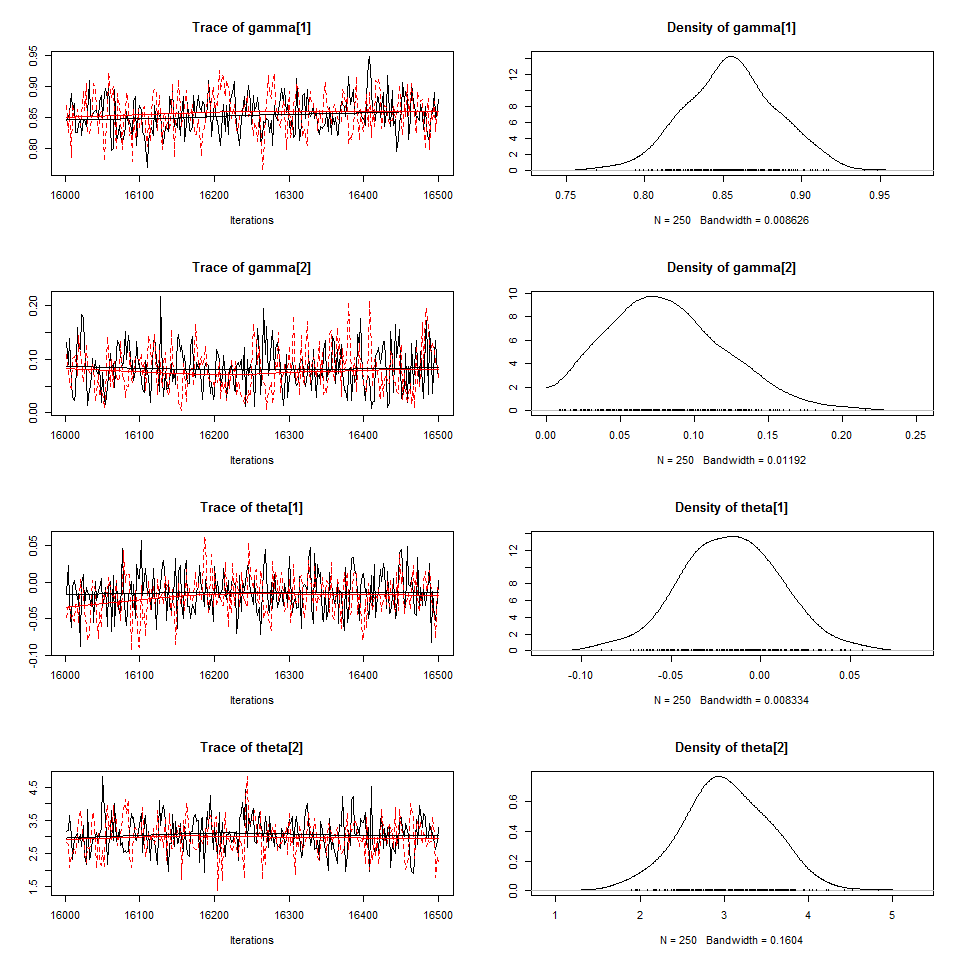 Trace of gamma[1]
0.80 0.85 0.90 0.95
16000 16100 16200 16300 16400 16500
Iterations
Density of gamma[1]
0 2 4 6 8 12
0.75 0.80 0.85 0.90 0.95
N = 250 Bandwidth = 0.008626
Trace of gamma[2]
0.00 0.10 0.20
16000 16100 16200 16300 16400 16500
Iterations
Density of gamma[2]
0 2 4 6 8 10
0.00 0.05 0.10 0.15 0.20 0.25
N = 250 Bandwidth = 0.01192
Trace of theta[1]
-0.10 -0.05 0.00 0.05
16000 16100 16200 16300 16400 16500
Iterations
Density of theta[1]
0 2 4 6 8 12
-0.10 -0.05 0.00 0.05
N = 250 Bandwidth = 0.008334
Trace of theta[2]
1.5 2.5 3.5 4.5
16000 16100 16200 16300 16400 16500
Iterations
Density of theta[2]
0.0 0.2 0.4 0.6
1 2 3 4 5
N = 250 Bandwidth = 0.1604